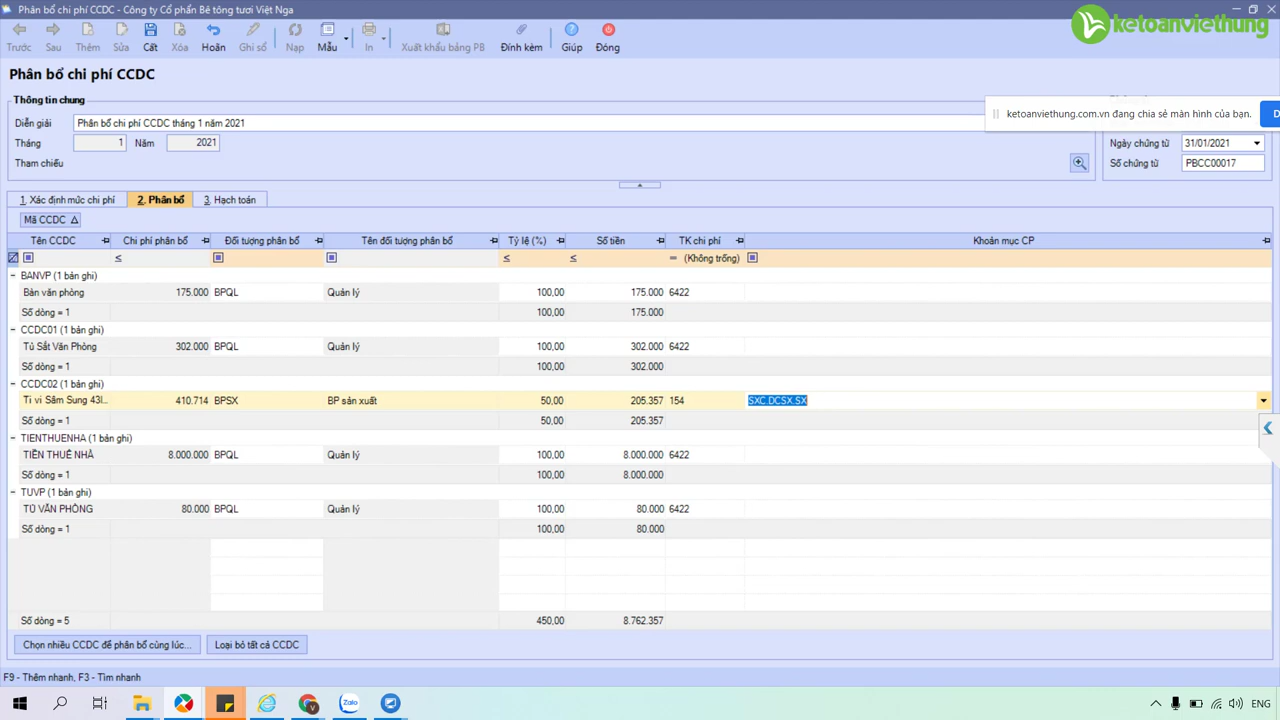 Phân bổ chi phí CCDC - Công ty Cổ phần Bê tông tươi Việt Nga
Trước Sau Thêm Sửa Cất Xóa Hoãn Ghi sổ Nạp Mẫu In Xuất khẩu bảng PB Đính kèm Giúp Đóng
ketoanviethung
Phân bổ chi phí CCDC
Thông tin chung
Diễn giải Phân bổ chi phí CCDC tháng 1 năm 2021
ketoanviethung.com.vn đang chia sẻ màn hình của bạn.
Tháng 1 Năm 2021 Ngày chứng từ 31/01/2021
Tham chiếu Số chứng từ PBCC00017
1. Xác định mức chi phí 2. Phân bổ 3. Hạch toán
Mã CCDC
Tên CCDC Chi phí phân bổ Đối tượng phân bổ Tên đối tượng phân bổ Tỷ lệ (%) Số tiền TK chi phí Khoản mục CP
≤ ≤ ≤ = (Không trống)
BANVP (1 bản ghi)
Bàn văn phòng 175.000 BPQL Quản lý 100,00 175.000 6422
Số dòng = 1 100,00 175.000
CCDC01 (1 bản ghi)
Tủ Sắt Văn Phòng 302.000 BPQL Quản lý 100,00 302.000 6422
Số dòng = 1 100,00 302.000
CCDC02 (1 bản ghi)
Ti vi Sâm Sung 43I... 410.714 BPSX BP sản xuất 50,00 205.357 154 SXC.DCSX.SX
Số dòng = 1 50,00 205.357
TIENTHUENHA (1 bản ghi)
TIỀN THUÊ NHÀ 8.000.000 BPQL Quản lý 100,00 8.000.000 6422
Số dòng = 1 100,00 8.000.000
TUVP (1 bản ghi)
TỦ VĂN PHÒNG 80.000 BPQL Quản lý 100,00 80.000 6422
Số dòng = 1 100,00 80.000
Số dòng = 5 450,00 8.762.357
Chọn nhiều CCDC để phân bổ cùng lúc... Loại bỏ tất cả CCDC
F9 - Thêm nhanh, F3 - Tìm nhanh
Zalo ENG